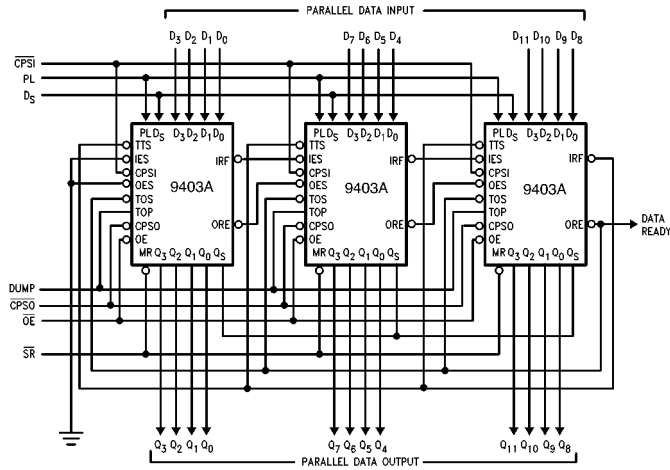 PARALLEL DATA INPUT
D3 D2 D1 D0 D7 D6 D5 D4 D11 D10 D9 D8
CPSI
PL
DS
PL DS D3 D2 D1 D0
TTS
IES IRF
CPSI
OES 9403A
TOS
TOP
CPSO ORE
OE
MR Q3 Q2 Q1 Q0 QS
PL DS D3 D2 D1 D0
TTS
IES IRF
CPSI
OES 9403A
TOS
TOP
CPSO ORE
OE
MR Q3 Q2 Q1 Q0 QS
PL DS D3 D2 D1 D0
TTS
IES IRF
CPSI
OES 9403A
TOS
TOP
CPSO ORE
OE
MR Q3 Q2 Q1 Q0 QS
DATA
READY
DUMP
CPSO
OE
SR
Q3 Q2 Q1 Q0 Q7 Q6 Q5 Q4 Q11 Q10 Q9 Q8
PARALLEL DATA OUTPUT